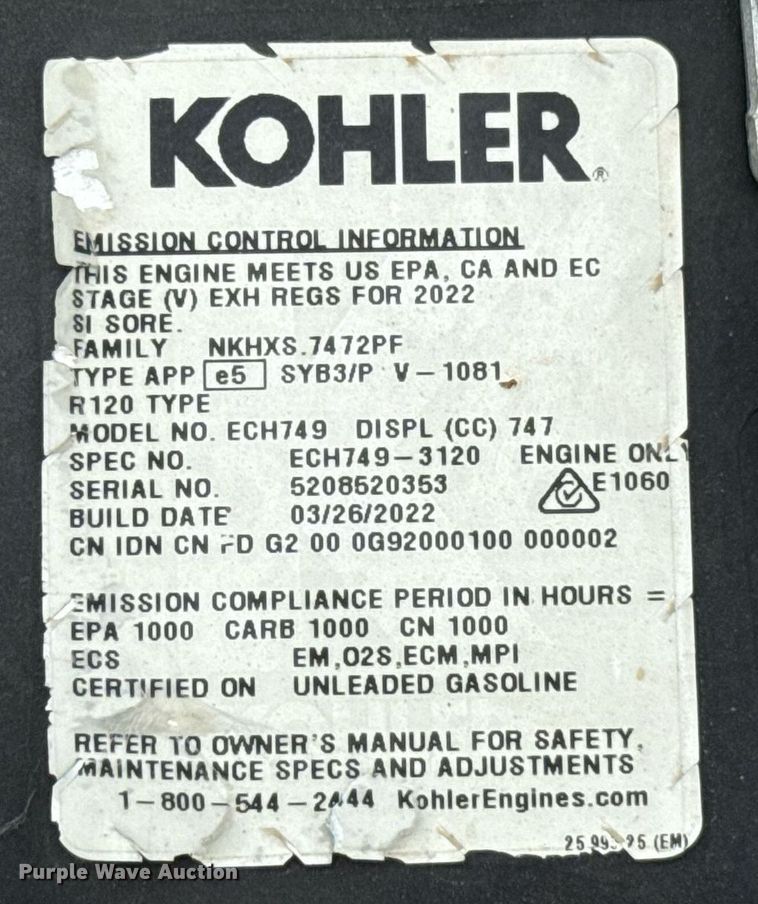 KOHLER®
EMISSION CONTROL INFORMATION
THIS ENGINE MEETS US EPA, CA AND EC
STAGE (V) EXH REGS FOR 2022
SI SORE.
FAMILY NKHXS.7472PF
TYPE APP e5 SYB3/P V-1081
R120 TYPE
MODEL NO. ECH749 DISPL (CC) 747
SPEC NO. ECH749-3120 ENGINE ONLY
SERIAL NO. 5208520353 E1060
BUILD DATE 03/26/2022
CN IDN CN FD G2 00 0G92000100 000002
EMISSION COMPLIANCE PERIOD IN HOURS =
EPA 1000 CARB 1000 CN 1000
ECS EM,O2S,ECM,MPI
CERTIFIED ON UNLEADED GASOLINE
REFER TO OWNER'S MANUAL FOR SAFETY,
MAINTENANCE SPECS AND ADJUSTMENTS
1-800-544-2444 KohlerEngines.com
25 (EM)
Purple Wave Auction